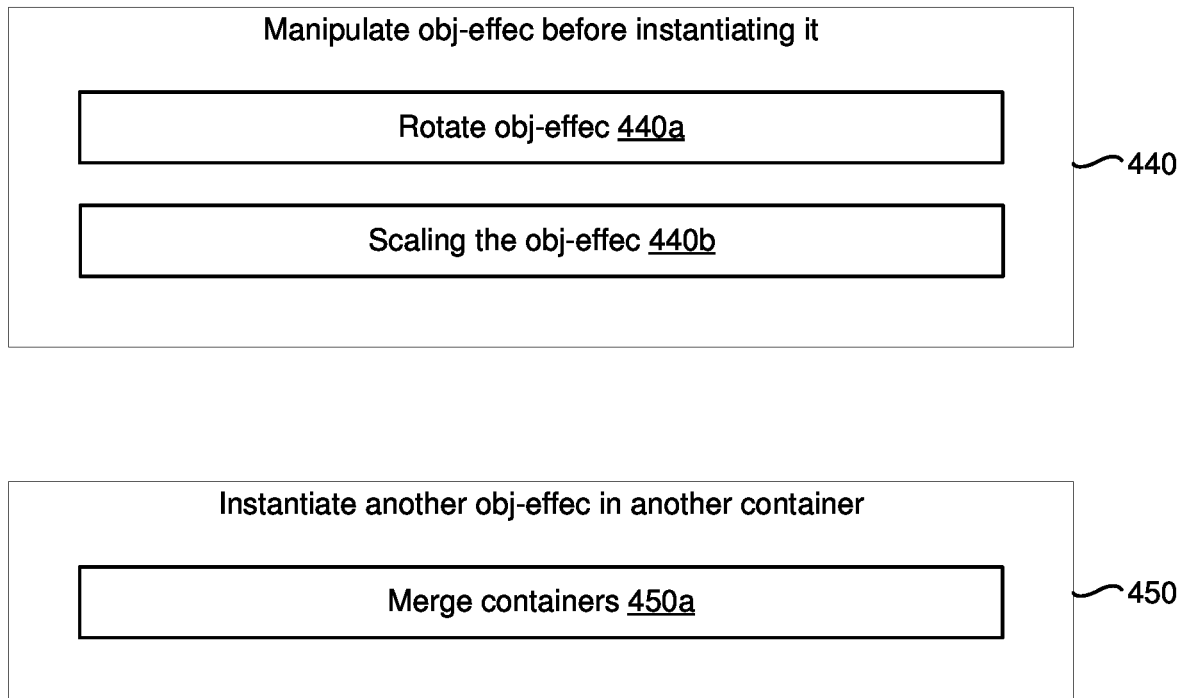 Manipulate obj-effec before instantiating it
Rotate obj-effec 440a
440
Scaling the obj-effec 440b
Instantiate another obj-effec in another container
Merge containers 450a
450